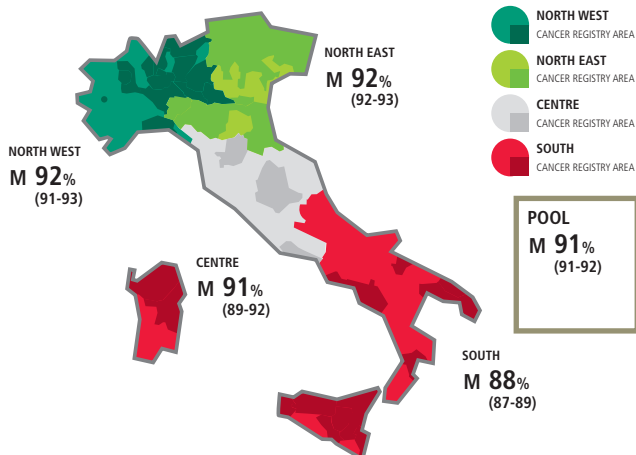 NORTH WEST
CANCER REGISTRY AREA
NORTH EAST
CANCER REGISTRY AREA
CENTRE
CANCER REGISTRY AREA
SOUTH
CANCER REGISTRY AREA
NORTH EAST
M 92%
(92-93)
NORTH WEST
M 92%
(91-93)
POOL
M 91%
(91-92)
CENTRE
M 91%
(89-92)
SOUTH
M 88%
(87-89)